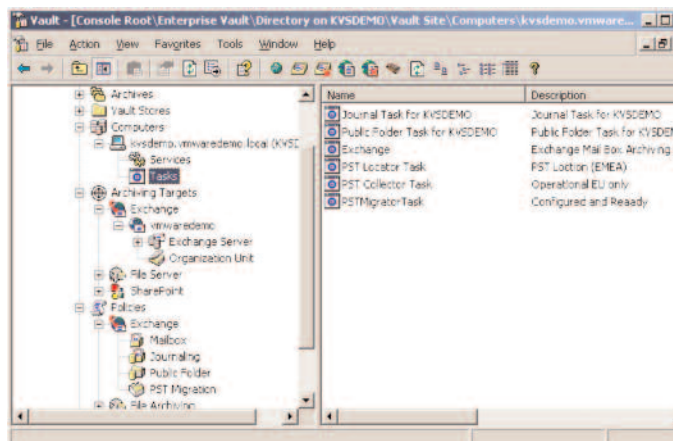 Vault - [Console Root\Enterprise Vault\Directory on KVSDEMO\Vault Site\Computers\kvsdemo.vmware...
File Action View Favorites Tools Window Help
Archives
Vault Stores
Computers
kvsdemo.vmwaredemo.local (KVSD
Services
Tasks
Archiving Targets
Exchange
vmwaredemo
Exchange Server
Organization Unit
File Server
SharePoint
Policies
Exchange
Mailbox
Journaling
Public Folder
PST Migration
File Archiving
Name Description
Journal Task for KVSDEMO Journal Task for KVSDEMO
Public Folder Task for KVSDEMO Public Folder Task for KVSDEM
Exchange Exchange Mail Box Archiving
PST Locator Task PST Loction (EMEA)
PST Collector Task Operational EU only
PSTMigratorTask Configured and Reaady